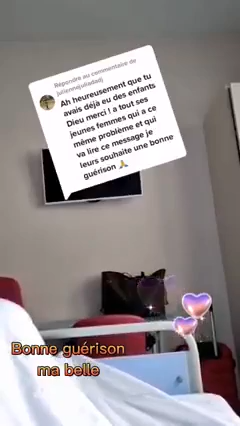 Répondre au commentaire de
juliennejuliadadj
Ah heureusement que tu
avais déjà eu des enfants
Dieu merci ! a tout ses
jeunes femmes qui a ce
même problème et qui
va lire ce message je
leurs souhaite une bonne
guérison 🙏
Bonne guérison
ma belle